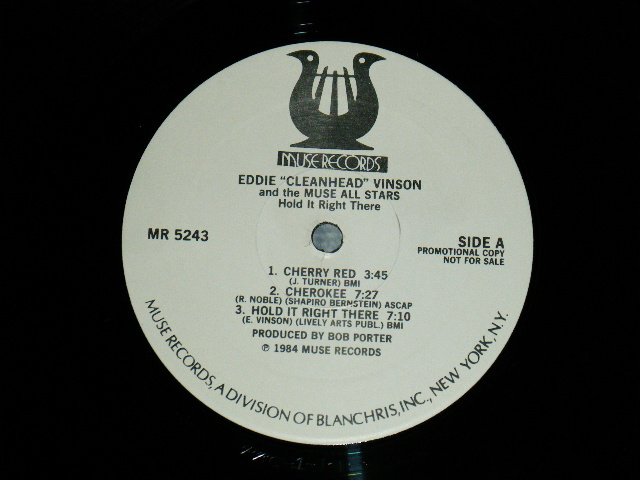 MUSE RECORDS
EDDIE "CLEANHEAD" VINSON
and the MUSE ALL STARS
Hold It Right There
MR 5243
SIDE A
PROMOTIONAL COPY
NOT FOR SALE
1. CHERRY RED 3:45
(J. TURNER) BMI
2. CHEROKEE 7:27
(R. NOBLE) (SHAPIRO BERNSTEIN) ASCAP
3. HOLD IT RIGHT THERE 7:10
(E. VINSON) (LIVELY ARTS PUBL.) BMI
PRODUCED BY BOB PORTER
℗ 1984 MUSE RECORDS
MUSE RECORDS, A DIVISION OF BLANCHRIS, INC., NEW YORK, N.Y.